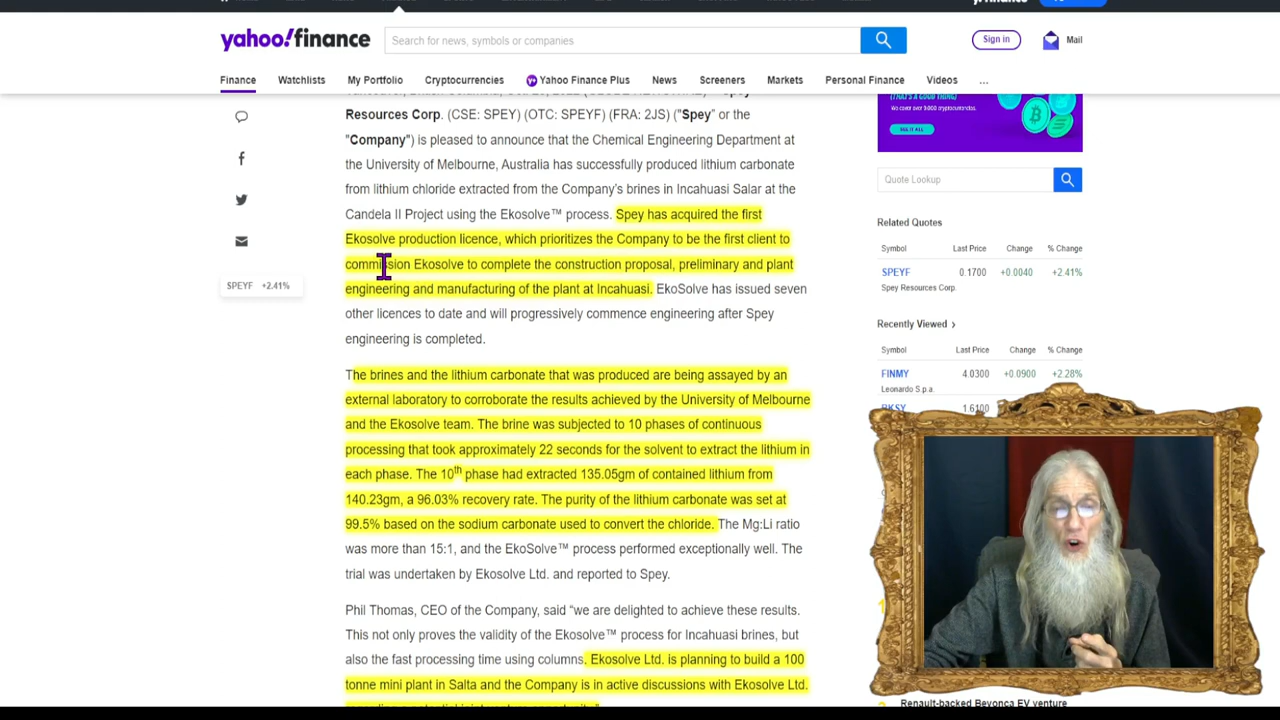 yahoo!finance
Search for news, symbols or companies
Sign in
Mail
Finance Watchlists My Portfolio Cryptocurrencies Yahoo Finance Plus News Screeners Markets Personal Finance Videos ...
Resources Corp. (CSE: SPEY) (OTC: SPEYF) (FRA: 2JS) ("Spey" or the
"Company") is pleased to announce that the Chemical Engineering Department at
the University of Melbourne, Australia has successfully produced lithium carbonate
from lithium chloride extracted from the Company's brines in Incahuasi Salar at the
Candela II Project using the Ekosolve™ process. Spey has acquired the first
Ekosolve production licence, which prioritizes the Company to be the first client to
commission Ekosolve to complete the construction proposal, preliminary and plant
engineering and manufacturing of the plant at Incahuasi. EkoSolve has issued seven
other licences to date and will progressively commence engineering after Spey
engineering is completed.
The brines and the lithium carbonate that was produced are being assayed by an
external laboratory to corroborate the results achieved by the University of Melbourne
and the Ekosolve team. The brine was subjected to 10 phases of continuous
processing that took approximately 22 seconds for the solvent to extract the lithium in
each phase. The 10th phase had extracted 135.05gm of contained lithium from
140.23gm, a 96.03% recovery rate. The purity of the lithium carbonate was set at
99.5% based on the sodium carbonate used to convert the chloride. The Mg:Li ratio
was more than 15:1, and the EkoSolve™ process performed exceptionally well. The
trial was undertaken by Ekosolve Ltd. and reported to Spey.
Phil Thomas, CEO of the Company, said “we are delighted to achieve these results.
This not only proves the validity of the Ekosolve™ process for Incahuasi brines, but
also the fast processing time using columns. Ekosolve Ltd. is planning to build a 100
tonne mini plant in Salta and the Company is in active discussions with Ekosolve Ltd.
SPEYF +2.41%
We cover over 9,000 cryptocurrencies.
SEE ALL
Quote Lookup
Related Quotes
Symbol Last Price Change % Change
SPEYF 0.1700 +0.0040 +2.41%
Spey Resources Corp.
Recently Viewed
Symbol Last Price Change % Change
FINMY 4.0300 +0.0900 +2.28%
Leonardo S.p.a.
BKSY 1.6100
Renault-backed Beyonca EV venture